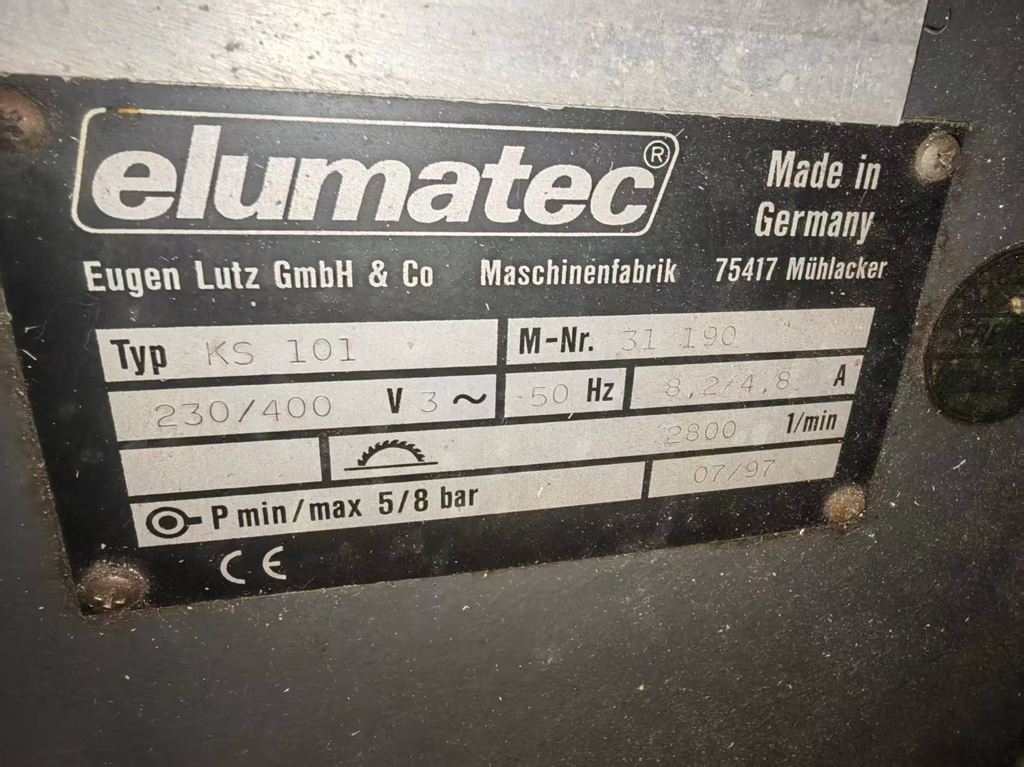 elumatec®
Made in
Germany
Eugen Lutz GmbH & Co Maschinenfabrik 75417 Mühlacker
Typ KS 101 M-Nr. 31 190
230/400 V 3~ 50 Hz 8,2/4,8 A
2800 1/min
P min/max 5/8 bar 07/97
CE